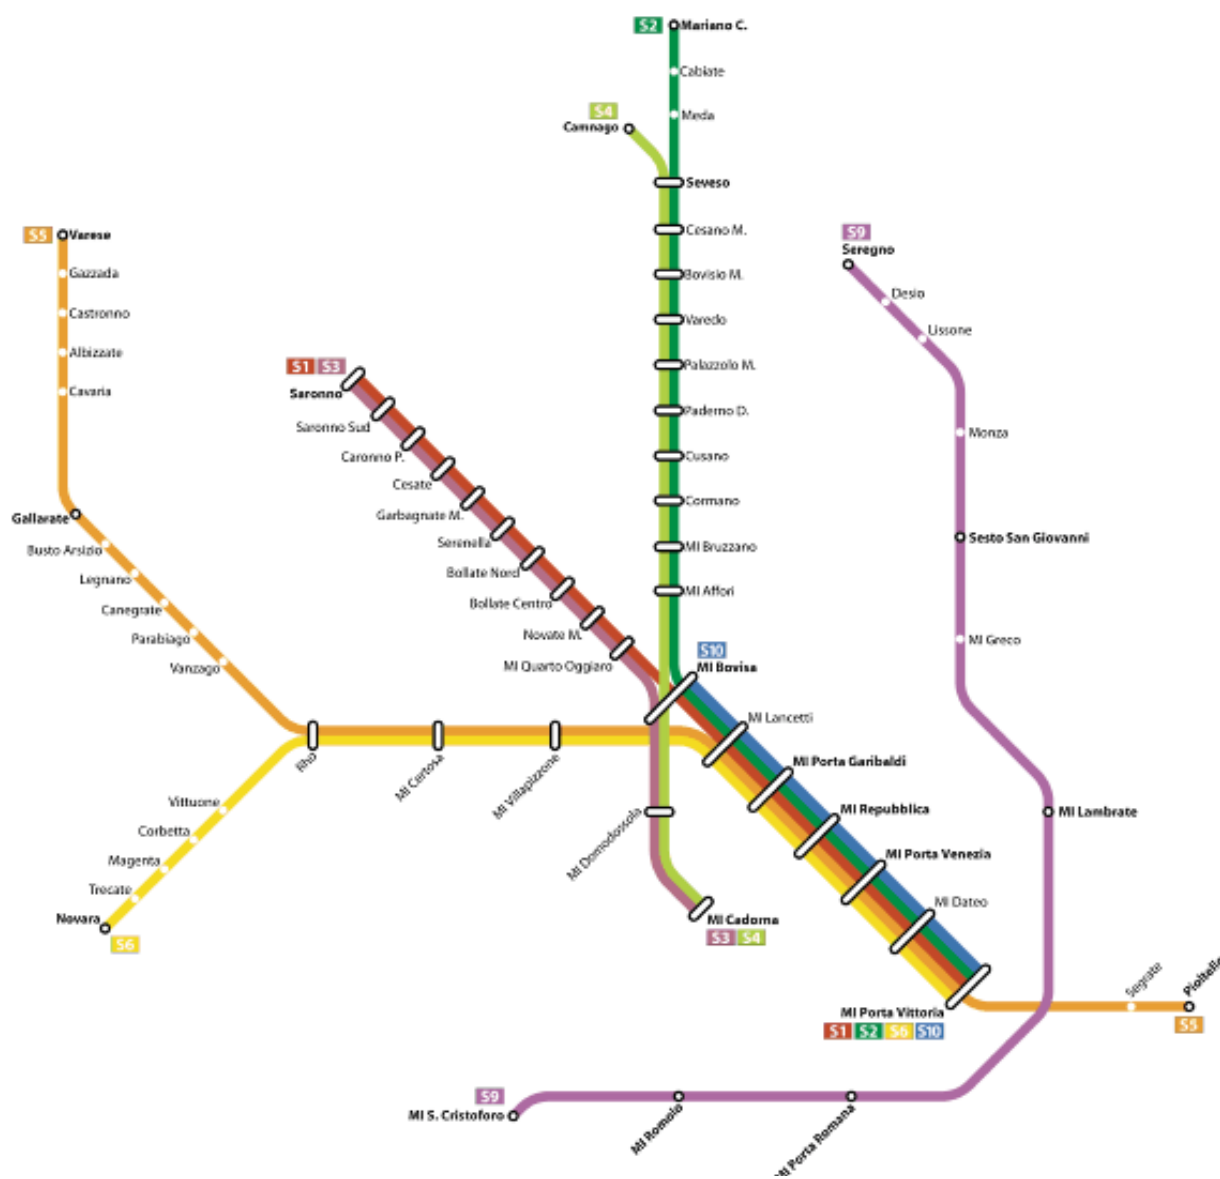 S2 Mariano C.
Cabiate
Meda
S4
Camnago
Seveso
Cesano M.
Bovisio M.
Varedo
Palazzolo M.
Paderno D.
Cusano
Cormano
MI Bruzzano
MI Affori
S5 Varese
Gazzada
Castronno
Albizzate
Cavaria
Gallarate
Busto Arsizio
Legnano
Canegrate
Parabiago
Vanzago
S1 S3
Saronno
Saronno Sud
Caronno P.
Cesate
Garbagnate M.
Serenella
Bollate Nord
Bollate Centro
Novate M.
MI Quarto Oggiaro
S9
Seregno
Desio
Lissone
Monza
Sesto San Giovanni
MI Greco
MI Lambrate
S10
MI Bovisa
MI Lancetti
MI Porta Garibaldi
MI Repubblica
MI Porta Venezia
MI Dateo
MI Porta Vittoria
S1 S2 S6 S10
Rho
MI Certosa
MI Villapizzone
MI Domodossola
MI Cadorna
S3 S4
Vittuone
Corbetta
Magenta
Trecate
Novara
S6
Segrate
Pioltello
S5
S9
MI S. Cristoforo
MI Romolo
MI Porta Romana